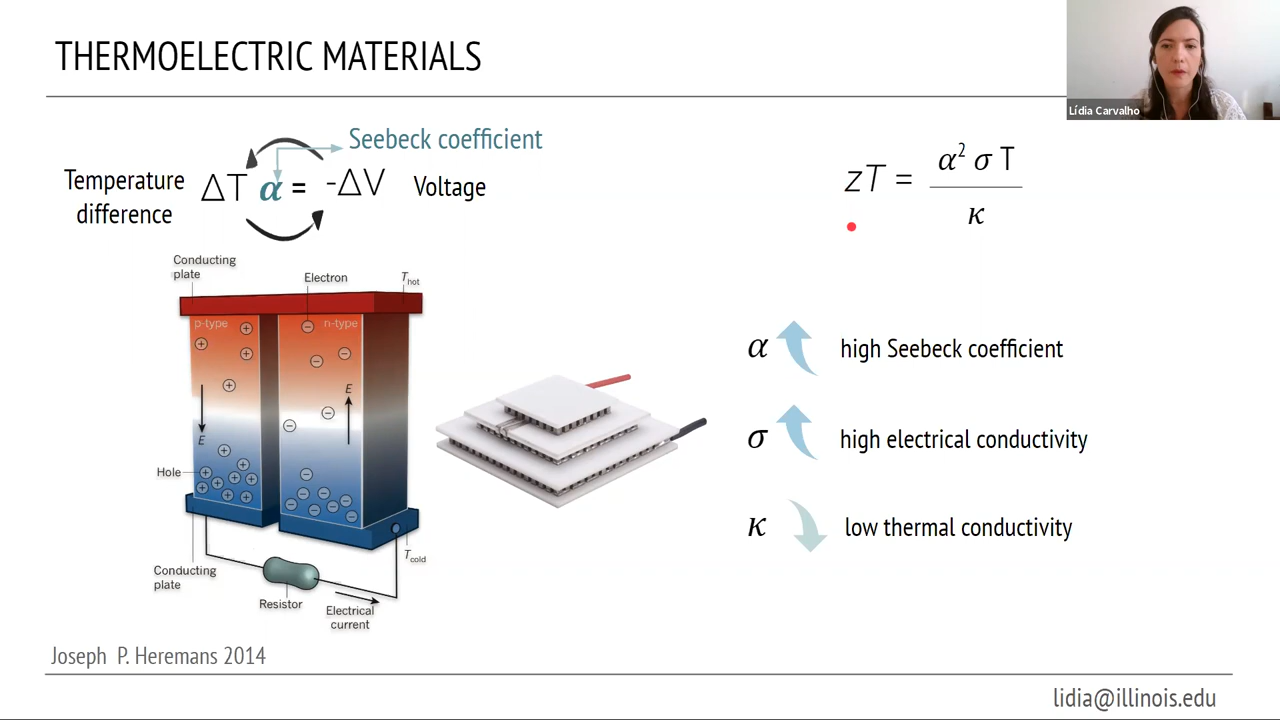 THERMOELECTRIC MATERIALS
Lídia Carvalho
Seebeck coefficient
Temperature
difference
ΔT α = -ΔV
Voltage
zT = α² σ T
κ
Conducting
plate
Electron
T hot
p-type
n-type
E
E
Hole
T cold
Conducting
plate
Resistor
Electrical
current
α high Seebeck coefficient
σ high electrical conductivity
κ low thermal conductivity
Joseph P. Heremans 2014
lidia@illinois.edu